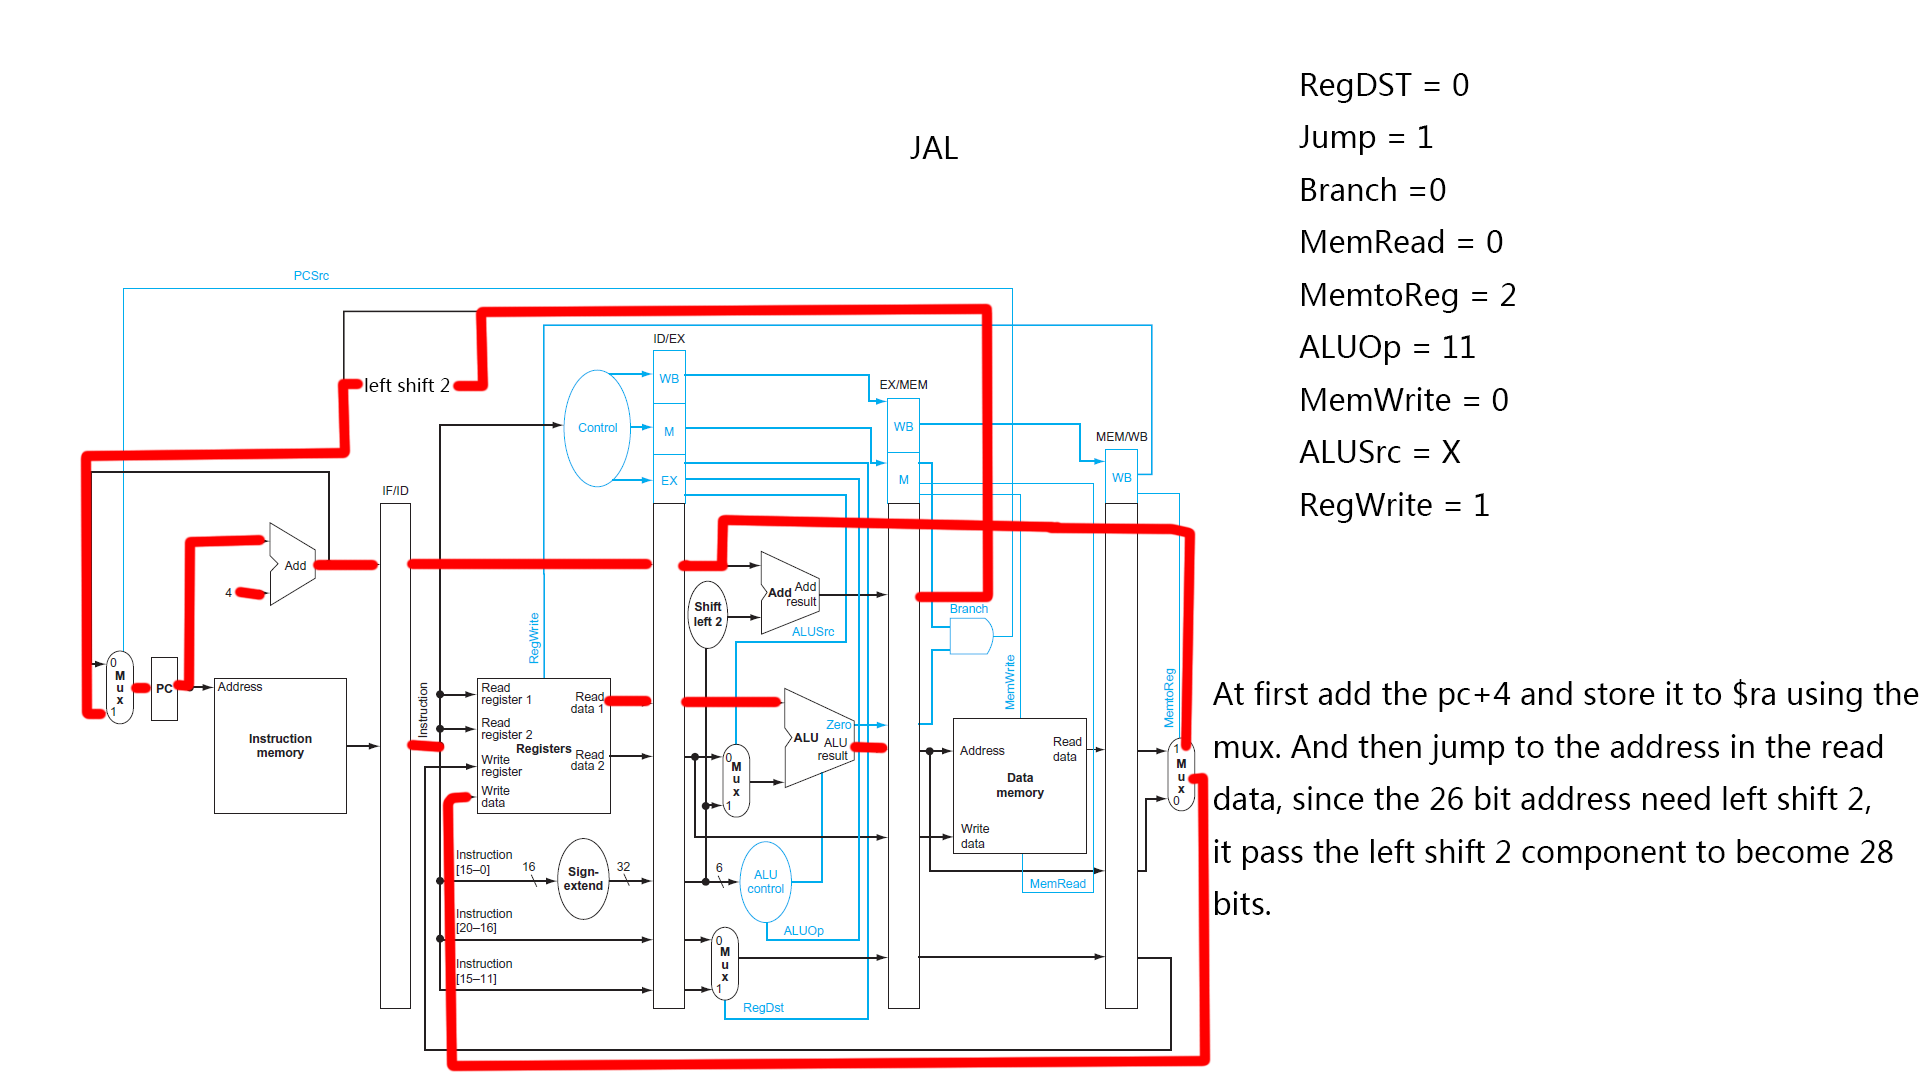 JAL
RegDST = 0
Jump = 1
Branch =0
MemRead = 0
MemtoReg = 2
ALUOp = 11
MemWrite = 0
ALUSrc = X
RegWrite = 1
PCSrc
left shift 2
ID/EX
WB
M
EX
Control
EX/MEM
WB
M
MEM/WB
WB
IF/ID
Add
4
0
M
u
x
1
PC
Address
Instruction
memory
Instruction
RegWrite
Read
register 1
Read
register 2
Write
register
Write
data
Registers
Read
data 1
Read
data 2
Shift
left 2
Add
Add
result
ALUSrc
Zero
ALU
ALU
result
0
M
u
x
1
Branch
MemWrite
Address
Read
data
Data
memory
Write
data
MemRead
MemtoReg
1
M
u
x
0
Instruction
[15–0]
16
Sign-
extend
32
6
ALU
control
ALUOp
Instruction
[20–16]
Instruction
[15–11]
0
M
u
x
1
RegDst
At first add the pc+4 and store it to $ra using the
mux. And then jump to the address in the read
data, since the 26 bit address need left shift 2,
it pass the left shift 2 component to become 28
bits.